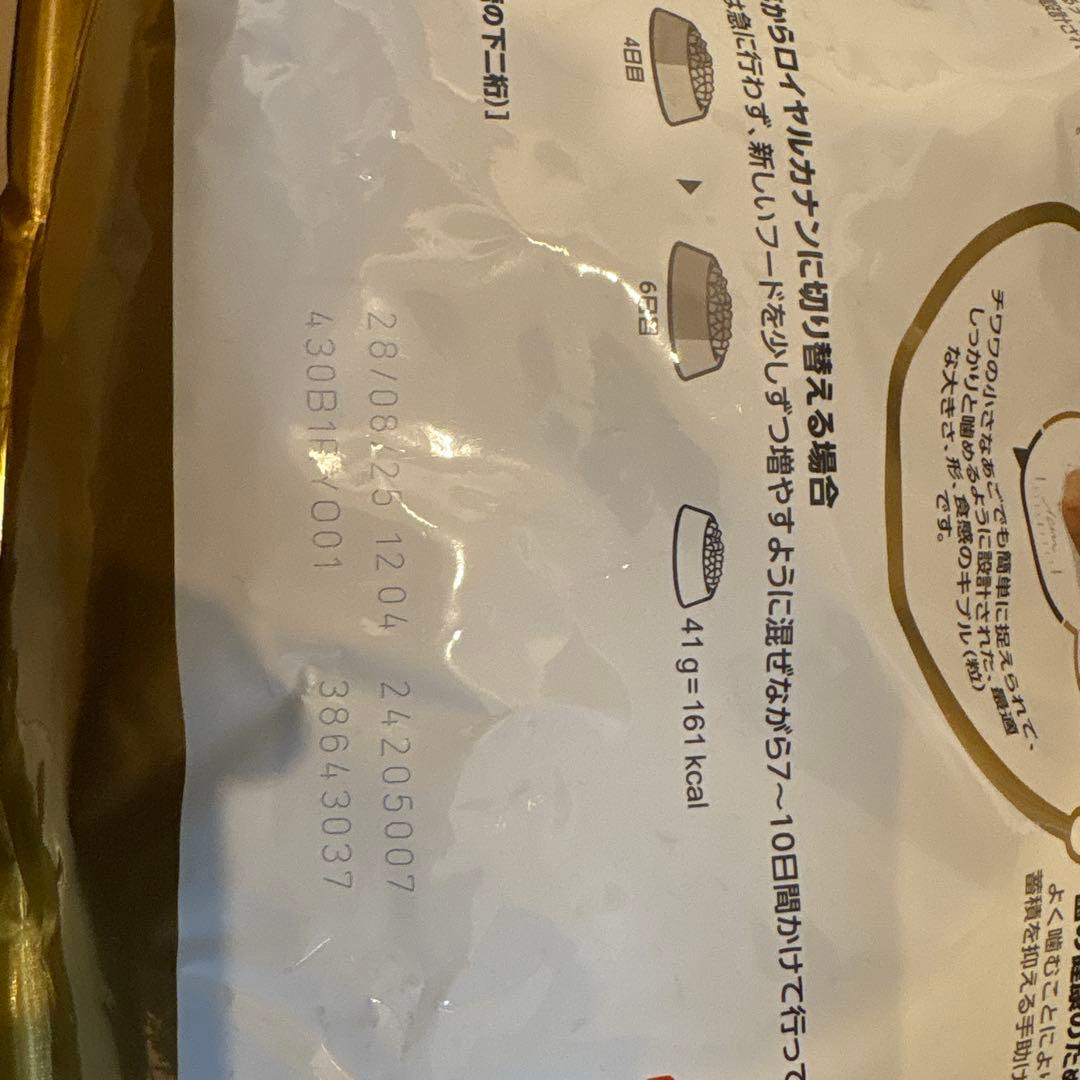 蓄積を抑える手助け
よく噛むことによい
チワワの小さなあごでも簡単に捉えられて、
しっかりと噛めるように設計された、最適
な大きさ、形、食感のキブル(粒)
です。
からロイヤルカナンに切り替える場合
は急に行わず、新しいフードを少しずつ増やすように混ぜながら7〜10日間かけて行って
4日目
6日目
41g=161kcal
の下二桁)]
28/08/25 1204 24205007
001 38643037